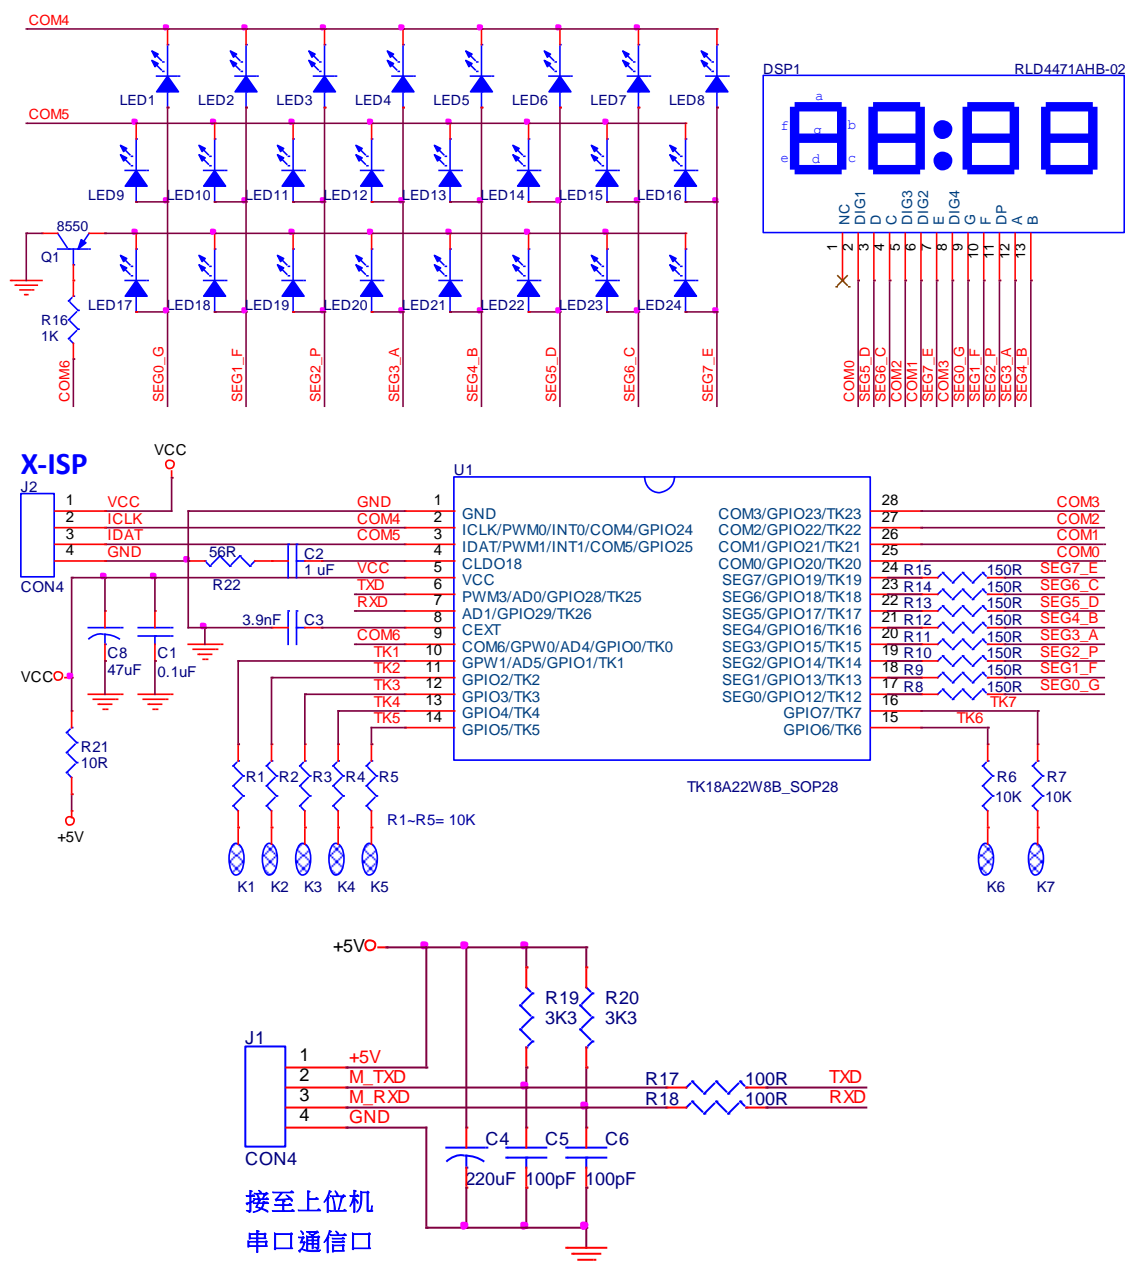 COM4
LED1 LED2 LED3 LED4 LED5 LED6 LED7 LED8
COM5
LED9 LED10 LED11 LED12 LED13 LED14 LED15 LED16
8550
Q1
LED17 LED18 LED19 LED20 LED21 LED22 LED23 LED24
R16
1K
COM6 SEG0_G SEG1_F SEG2_P SEG3_A SEG4_B SEG5_D SEG6_C SEG7_E
DSP1 RLD4471AHB-02
a
f b
g
e d c
NC DIG1 D C DIG3 DIG2 E DIG4 G F DP A B
1 2 3 4 5 6 7 8 9 10 11 12 13
COM0 SEG5_D SEG6_C COM2 COM1 SEG7_E COM3 SEG0_G SEG1_F SEG2_P SEG3_A SEG4_B
X-ISP
VCC
J2
1 VCC
2 ICLK
3 IDAT
4 GND
CON4
56R
R22
C2
1 uF
3.9nF C3
C8
47uF
C1
0.1uF
VCC
R21
10R
+5V
U1
GND 1 GND
COM4 2 ICLK/PWM0/INT0/COM4/GPIO24
COM5 3 IDAT/PWM1/INT1/COM5/GPIO25
4 CLDO18
VCC 5 VCC
TXD 6 PWM3/AD0/GPIO28/TK25
RXD 7 AD1/GPIO29/TK26
8 CEXT
COM6 9 COM6/GPW0/AD4/GPIO0/TK0
TK1 10 GPW1/AD5/GPIO1/TK1
TK2 11 GPIO2/TK2
TK3 12 GPIO3/TK3
TK4 13 GPIO4/TK4
TK5 14 GPIO5/TK5
COM3/GPIO23/TK23 28 COM3
COM2/GPIO22/TK22 27 COM2
COM1/GPIO21/TK21 26 COM1
COM0/GPIO20/TK20 25 COM0
SEG7/GPIO19/TK19 24 R15 150R SEG7_E
SEG6/GPIO18/TK18 23 R14 150R SEG6_C
SEG5/GPIO17/TK17 22 R13 150R SEG5_D
SEG4/GPIO16/TK16 21 R12 150R SEG4_B
SEG3/GPIO15/TK15 20 R11 150R SEG3_A
SEG2/GPIO14/TK14 19 R10 150R SEG2_P
SEG1/GPIO13/TK13 18 R9 150R SEG1_F
SEG0/GPIO12/TK12 17 R8 150R SEG0_G
GPIO7/TK7 16 TK7
GPIO6/TK6 15 TK6
TK18A22W8B_SOP28
R1 R2 R3 R4 R5
R1~R5= 10K
K1 K2 K3 K4 K5
R6 R7
10K 10K
K6 K7
+5V
R19 R20
3K3 3K3
J1
1 +5V
2 M_TXD R17 100R TXD
3 M_RXD R18 100R RXD
4 GND
CON4
C4 C5 C6
220uF 100pF 100pF
接至上位机
串口通信口